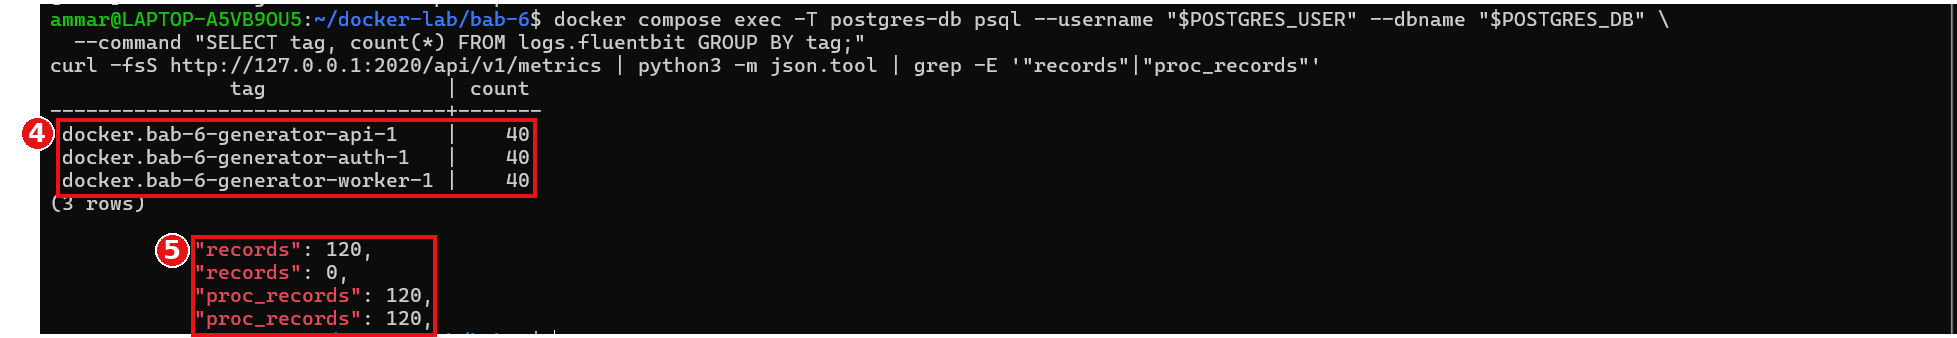 ammar@LAPTOP-A5VB9OU5:~/docker-lab/bab-6$ docker compose exec -T postgres-db psql --username "$POSTGRES_USER" --dbname "$POSTGRES_DB" \
--command "SELECT tag, count(*) FROM logs.fluentbit GROUP BY tag;"
curl -fsS http://127.0.0.1:2020/api/v1/metrics | python3 -m json.tool | grep -E '"records"|"proc_records"'
tag | count
---------------------------------+-------
4 docker.bab-6-generator-api-1 | 40
docker.bab-6-generator-auth-1 | 40
docker.bab-6-generator-worker-1 | 40
(3 rows)
5 "records": 120,
"records": 0,
"proc_records": 120,
"proc_records": 120,